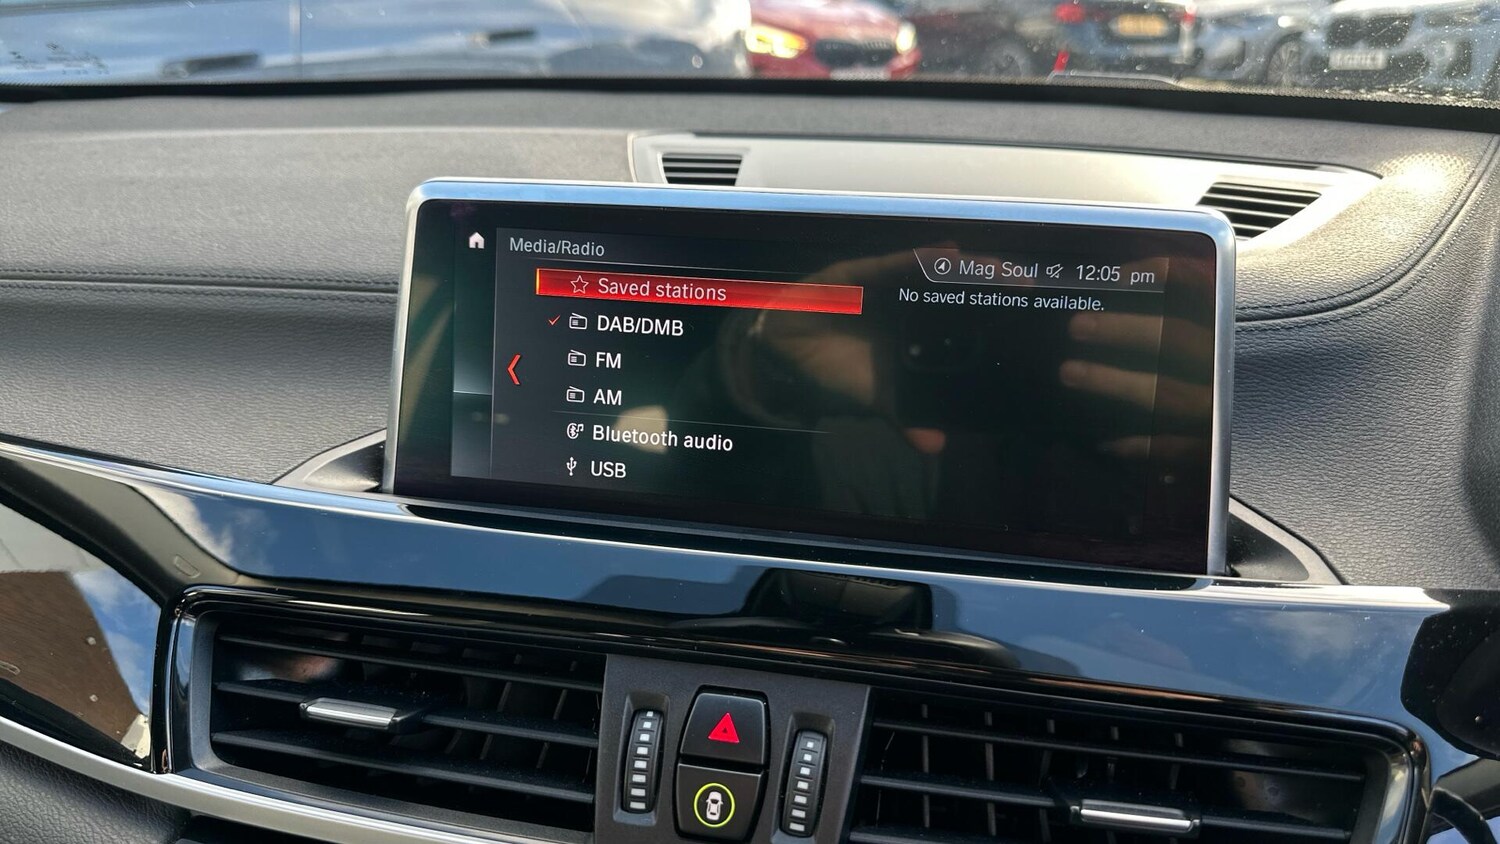 Media/Radio
Mag Soul 12:05 pm
Saved stations
No saved stations available.
DAB/DMB
FM
AM
Bluetooth audio
USB